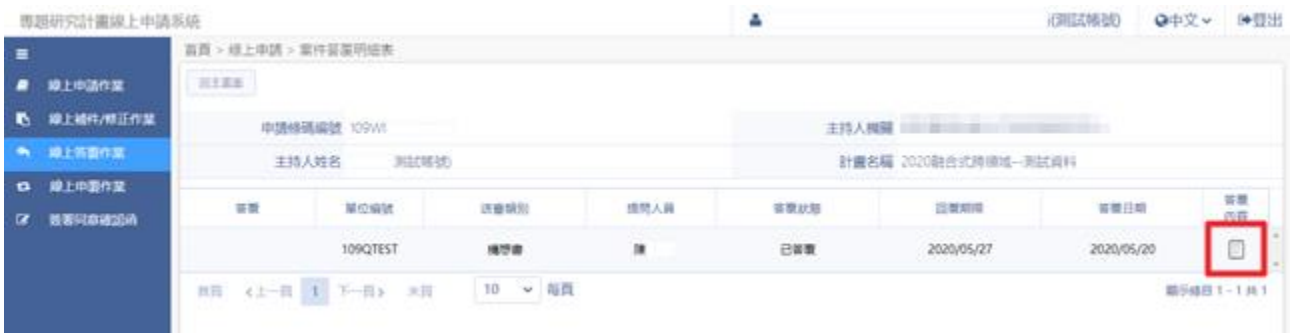 專題研究計畫線上申請系統
(測試帳號) 中文 登出
首頁 > 線上申請 > 案件答覆明細表
線上申請作業
回主畫面
線上補件/修正作業
申請條碼編號 109W
主持人機關
線上答覆作業
主持人姓名 測試帳號)
計畫名稱 2020融合式跨領域--測試資料
線上申覆作業
簽署同意確認函
答覆 單位編號 送審類別 提問人員 答覆狀態 回覆期限 答覆日期 答覆內容
109QTEST 構想書 陳 已答覆 2020/05/27 2020/05/20
首頁 <上一頁 1 下一頁> 末頁 10 每頁
顯示條目 1 - 1 共 1